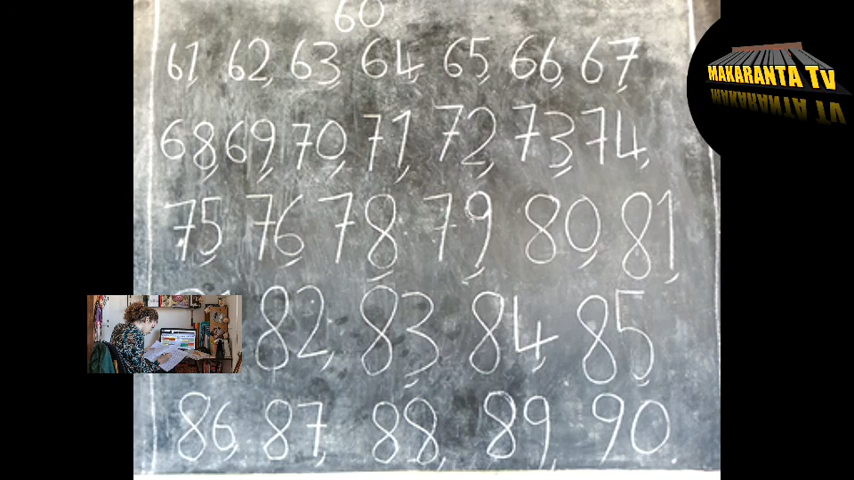 60
61, 62, 63, 64, 65, 66, 67,
68, 69, 70, 71, 72, 73, 74,
75, 76, 78, 79, 80, 81,
82, 83, 84, 85,
86, 87, 88, 89, 90.
MAKARANTA TV